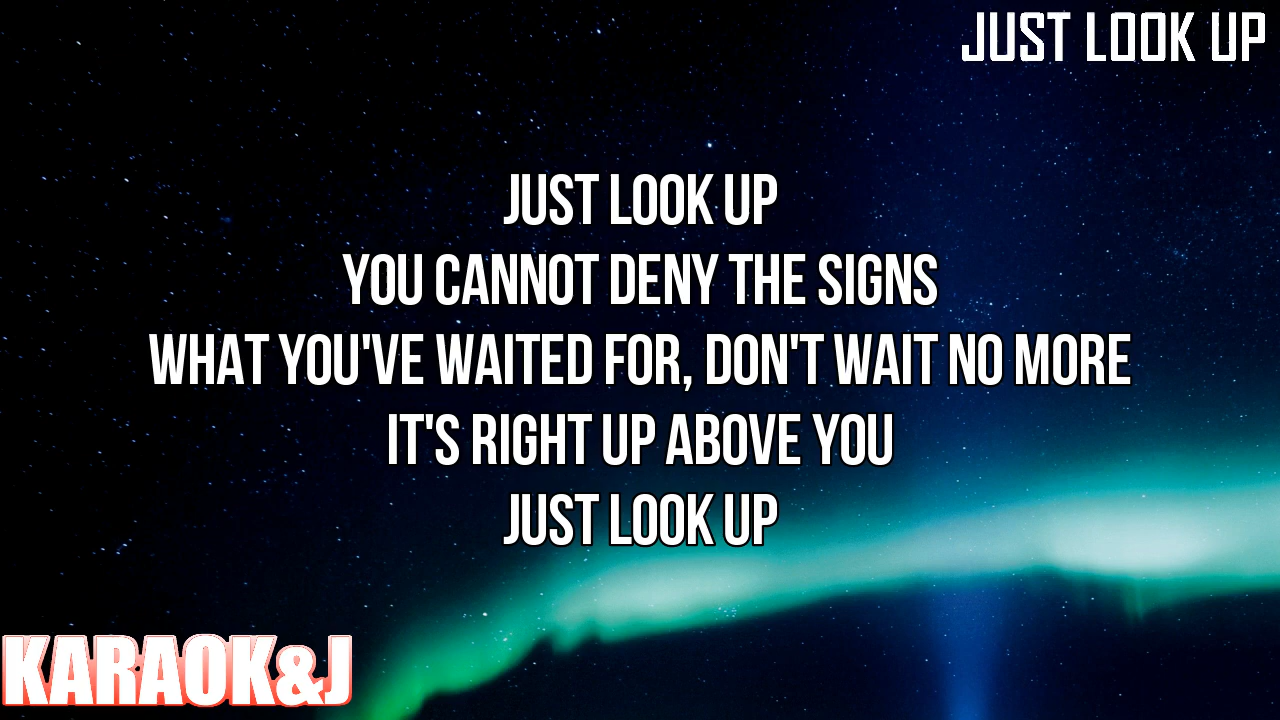 JUST LOOK UP
JUST LOOK UP
YOU CANNOT DENY THE SIGNS
WHAT YOU'VE WAITED FOR, DON'T WAIT NO MORE
IT'S RIGHT UP ABOVE YOU
JUST LOOK UP
KARAOK&J